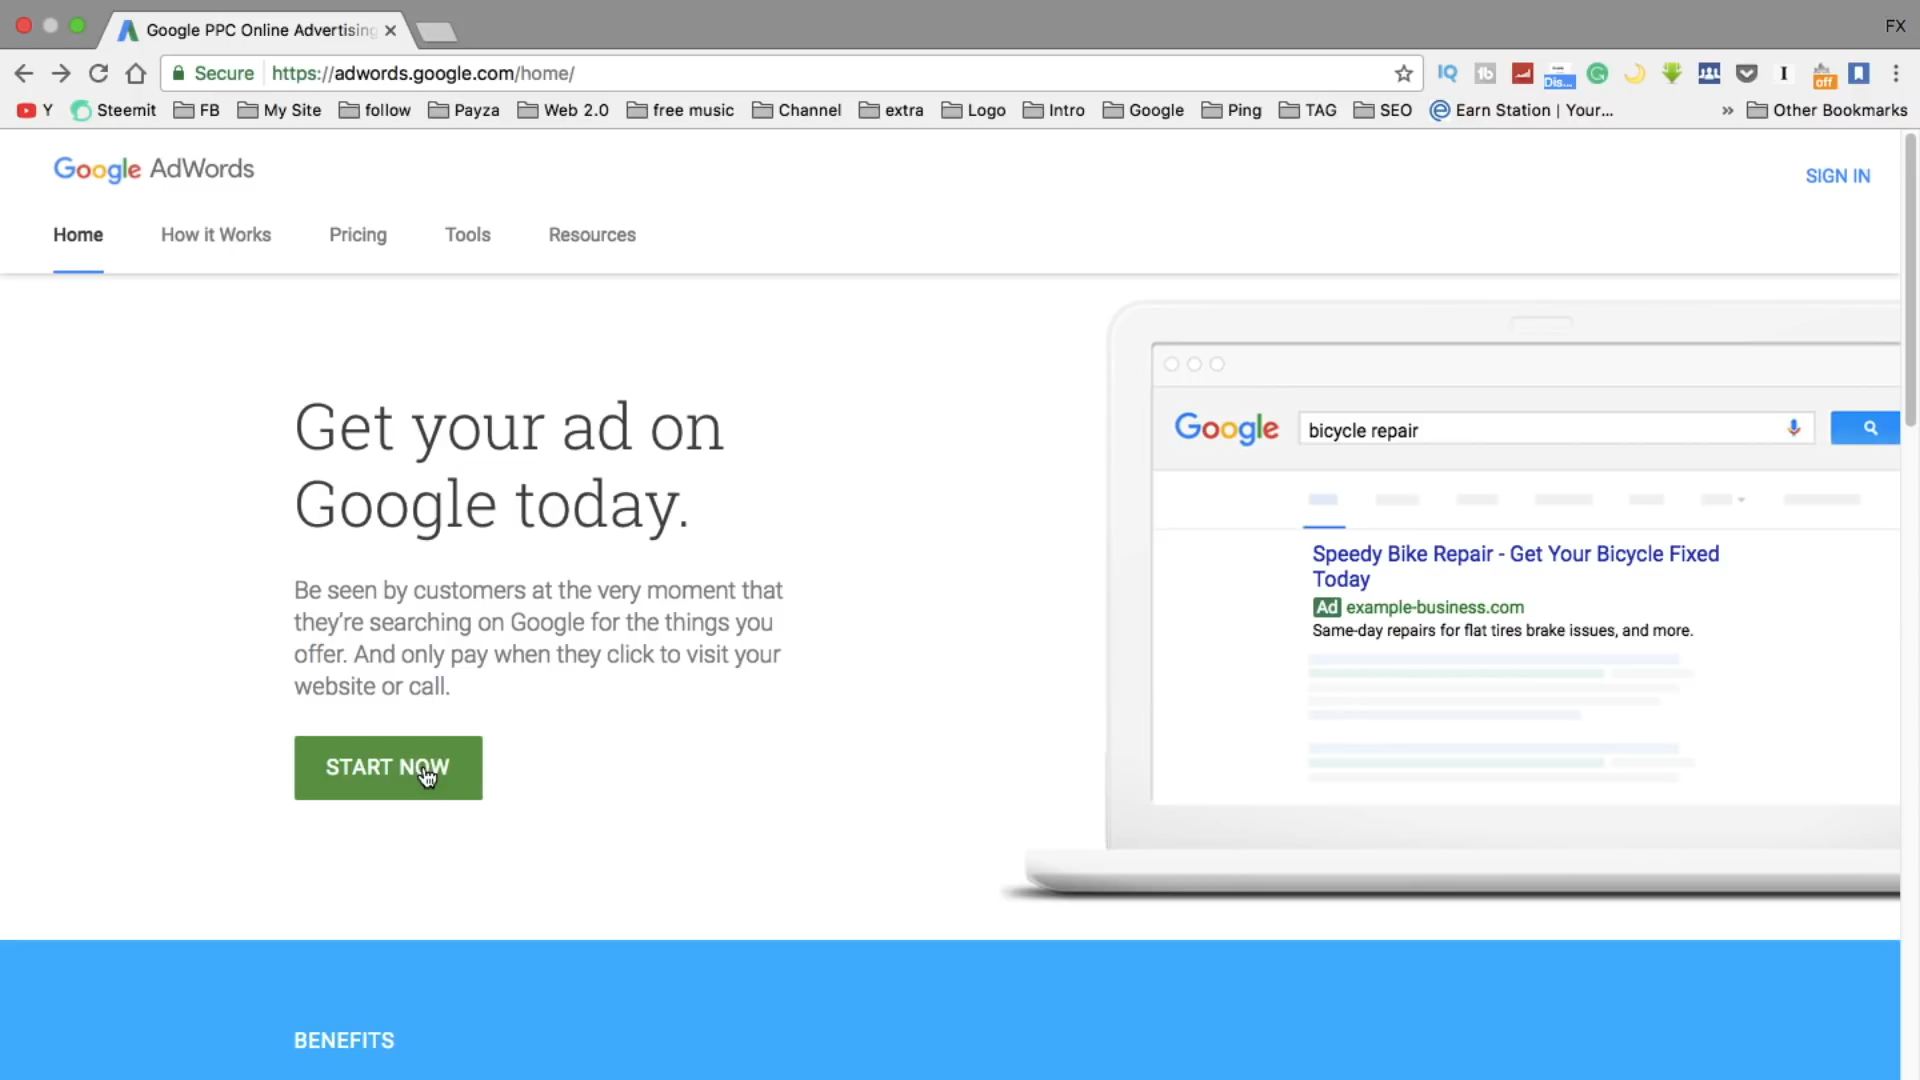 Google PPC Online Advertising
FX
Secure https://adwords.google.com/home/
IQ
tb
Dis...
I
off
Y Steemit FB My Site follow Payza Web 2.0 free music Channel extra Logo Intro Google Ping TAG SEO Earn Station | Your... » Other Bookmarks
Google AdWords
SIGN IN
Home How it Works Pricing Tools Resources
Get your ad on
Google today.
Be seen by customers at the very moment that
they're searching on Google for the things you
offer. And only pay when they click to visit your
website or call.
START NOW
Google bicycle repair
Speedy Bike Repair - Get Your Bicycle Fixed
Today
Ad example-business.com
Same-day repairs for flat tires brake issues, and more.
BENEFITS